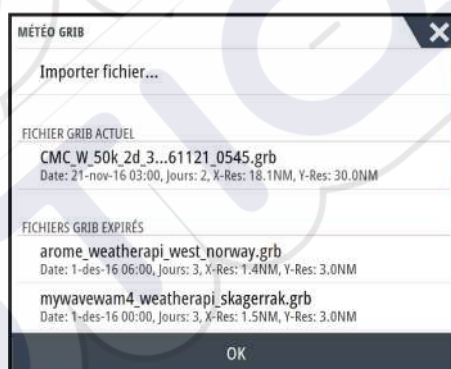 MÉTÉO GRIB
Importer fichier...
FICHIER GRIB ACTUEL
CMC_W_50k_2d_3...61121_0545.grb
Date: 21-nov-16 03:00, Jours: 2, X-Res: 18.1NM, Y-Res: 30.0NM
FICHIERS GRIB EXPIRÉS
arome_weatherapi_west_norway.grb
Date: 1-des-16 06:00, Jours: 3, X-Res: 1.4NM, Y-Res: 3.0NM
mywavewam4_weatherapi_skagerrak.grb
Date: 1-des-16 00:00, Jours: 3, X-Res: 1.5NM, Y-Res: 3.0NM
OK